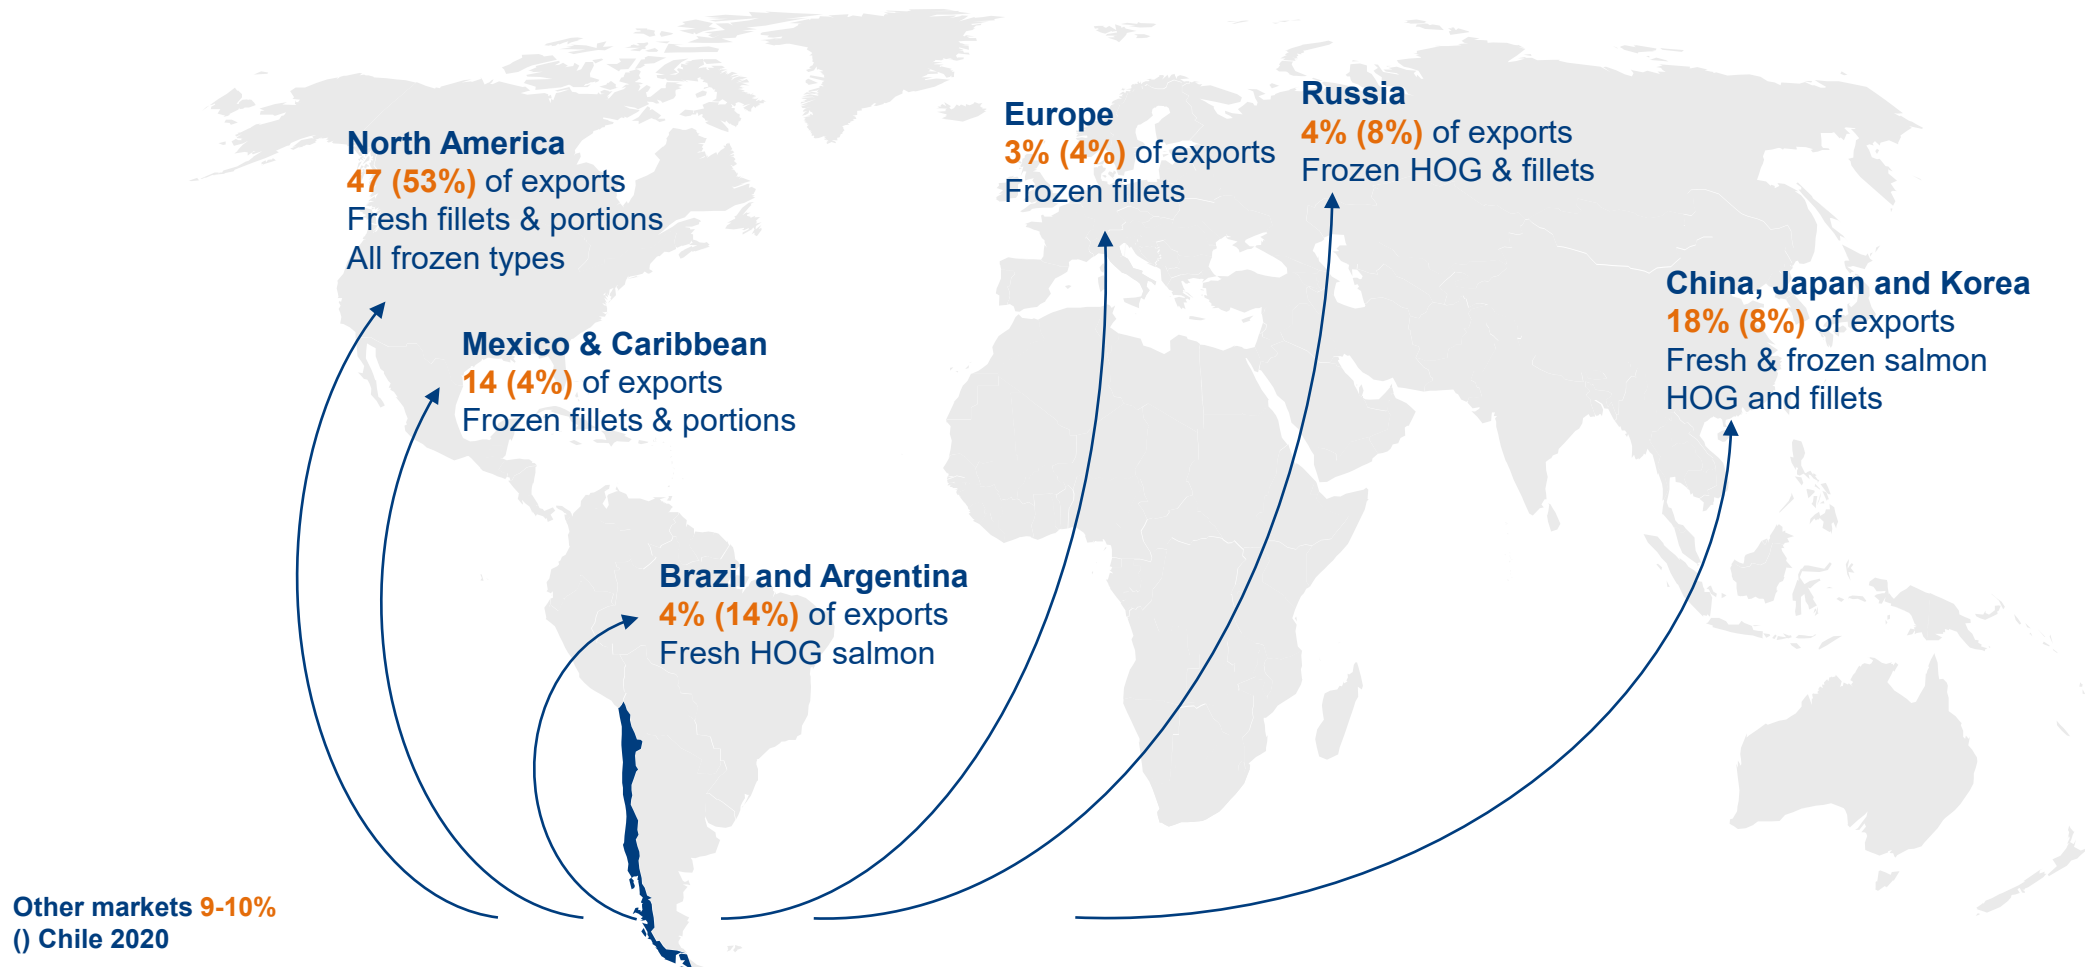 North America
47 (53%) of exports
Fresh fillets & portions
All frozen types
Mexico & Caribbean
14 (4%) of exports
Frozen fillets & portions
Brazil and Argentina
4% (14%) of exports
Fresh HOG salmon
Europe
3% (4%) of exports
Frozen fillets
Russia
4% (8%) of exports
Frozen HOG & fillets
China, Japan and Korea
18% (8%) of exports
Fresh & frozen salmon
HOG and fillets
Other markets 9-10%
() Chile 2020